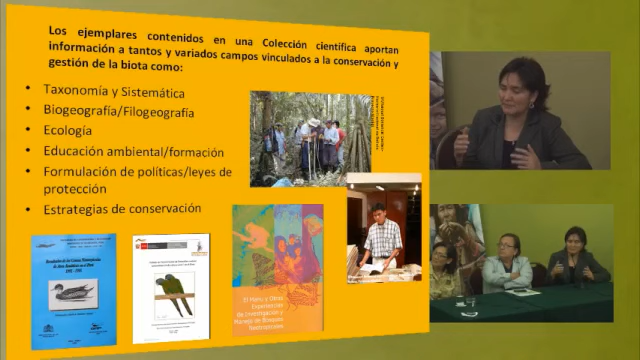 Los ejemplares contenidos en una Colección científica aportan
información a tantos y variados campos vinculados a la conservación y
gestión de la biota como:
• Taxonomía y Sistemática
• Biogeografía/Filogeografía
• Ecología
• Educación ambiental/formación
• Formulación de políticas/leyes de
protección
• Estrategias de conservación
El Perú y Otras
Experiencias
de Investigación y
Manejo de Bosques
Neotropicales